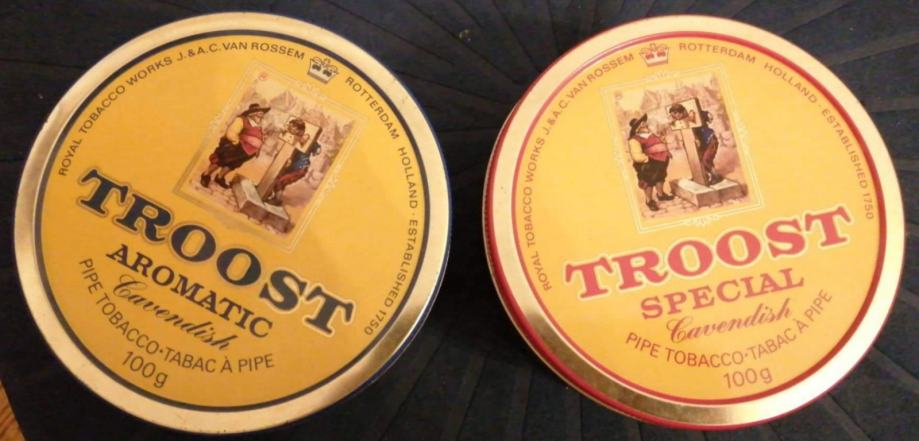 ROYAL TOBACCO WORKS J.&A.C.VAN ROSSEM ROTTERDAM HOLLAND·ESTABLISHED 1750
TROOST
AROMATIC
Cavendish
PIPE TOBACCO·TABAC À PIPE
100g
ROYAL TOBACCO WORKS J.&A.C.VAN ROSSEM ROTTERDAM HOLLAND·ESTABLISHED 1750
TROOST
SPECIAL
Cavendish
PIPE TOBACCO·TABAC À PIPE
100g